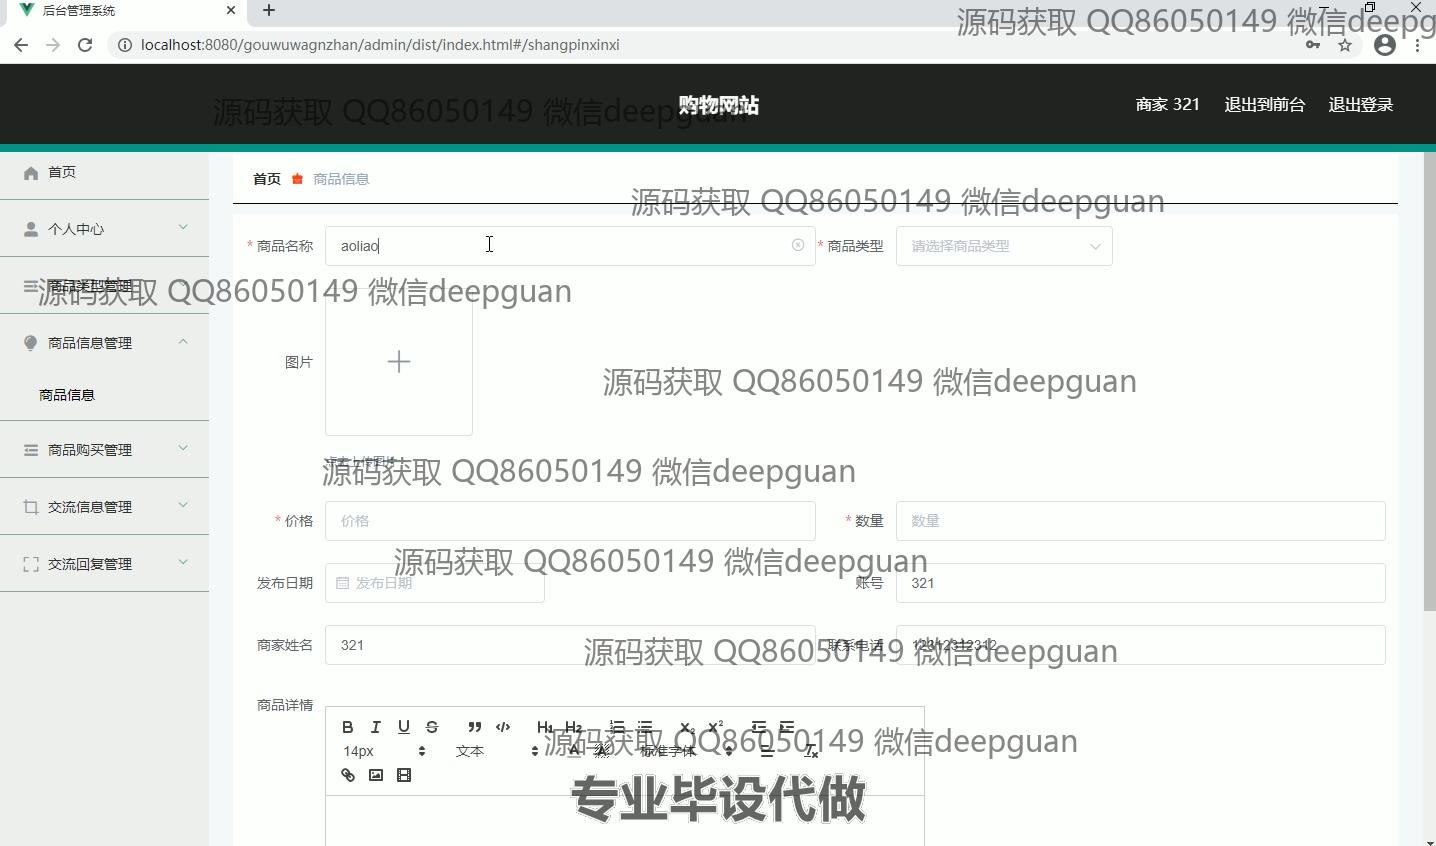 后台管理系统
源码获取 QQ86050149 微信deepg
localhost:8080/gouwuwagnzhan/admin/dist/index.html#/shangpinxinxi
源码获取 QQ86050149 微信deepguan
购物网站
商家 321
退出到前台
退出登录
首页
首页
商品信息
源码获取 QQ86050149 微信deepguan
个人中心
* 商品名称
aoliao
* 商品类型
请选择商品类型
商品类型管理
源码获取 QQ86050149 微信deepguan
商品信息管理
图片
源码获取 QQ86050149 微信deepguan
商品信息
商品购买管理
点击上传图片
源码获取 QQ86050149 微信deepguan
交流信息管理
* 价格
价格
* 数量
数量
交流回复管理
源码获取 QQ86050149 微信deepguan
发布日期
发布日期
账号
321
商家姓名
321
联系电话
12312312312
源码获取 QQ86050149 微信deepguan
商品详情
B I U S H1 H2 X2 X2
14px
文本
A
标准字体
源码获取 QQ86050149 微信deepguan
专业毕设代做